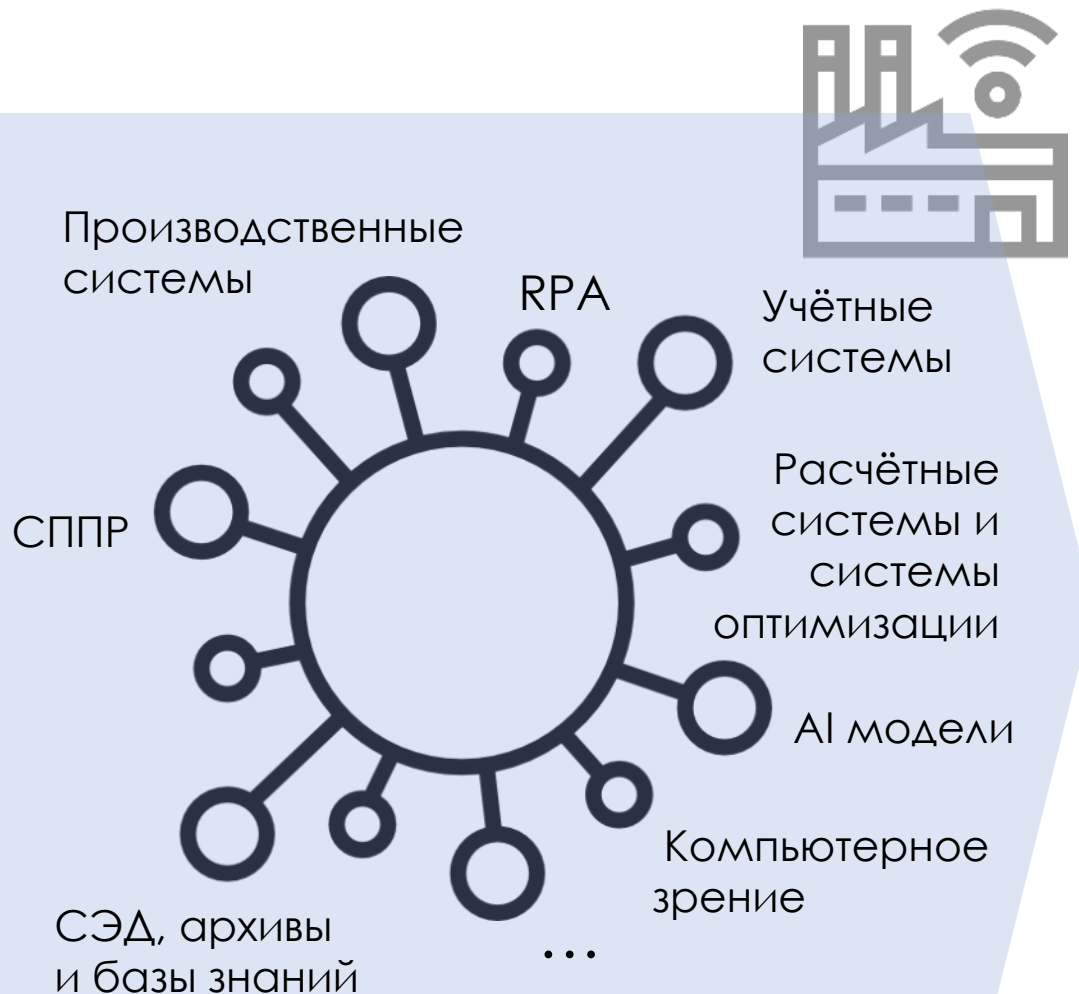 Производственные
системы
RPA
Учётные
системы
Расчётные
системы и
системы
оптимизации
СППР
AI модели
Компьютерное
зрение
СЭД, архивы
и базы знаний
...